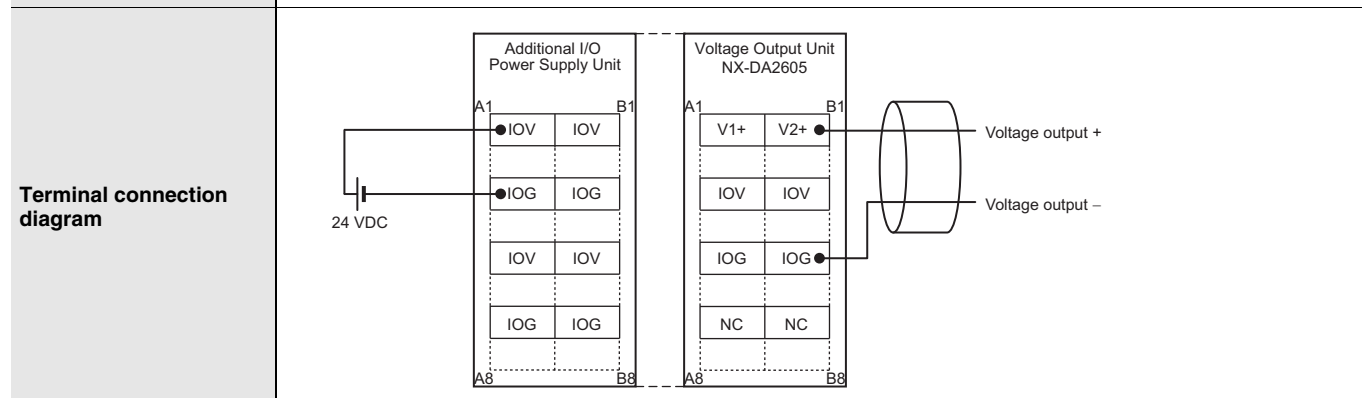 Terminal connection
diagram
24 VDC
Additional I/O
Power Supply Unit
A1 B1
IOV IOV
IOG IOG
IOV IOV
IOG IOG
A8 B8
Voltage Output Unit
NX-DA2605
A1 B1
V1+ V2+
IOV IOV
IOG IOG
NC NC
A8 B8
Voltage output +
Voltage output –